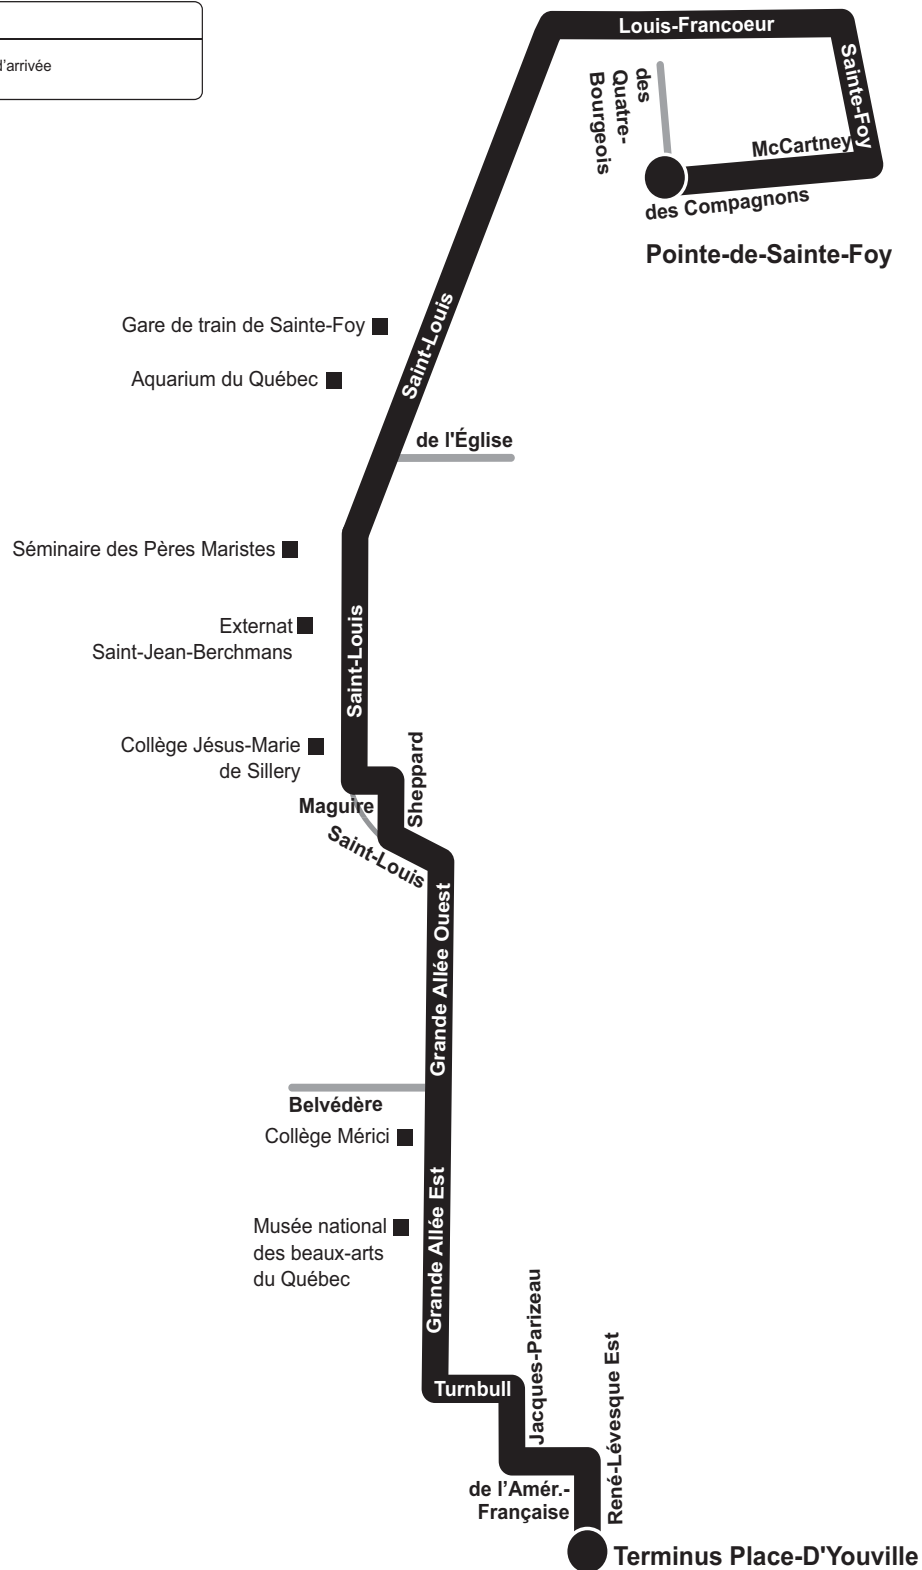 d'arrivée
Louis-Francoeur
Sainte-Foy
des
Quatre-
Bourgeois
McCartney
des Compagnons
Pointe-de-Sainte-Foy
Saint-Louis
Gare de train de Sainte-Foy
Aquarium du Québec
de l'Église
Séminaire des Pères Maristes
Externat
Saint-Jean-Berchmans
Saint-Louis
Collège Jésus-Marie
de Sillery
Sheppard
Maguire
Saint-Louis
Grande Allée Ouest
Belvédère
Collège Mérici
Grande Allée Est
Musée national
des beaux-arts
du Québec
Turnbull
Jacques-Parizeau
René-Lévesque Est
de l'Amér.-
Française
Terminus Place-D'Youville